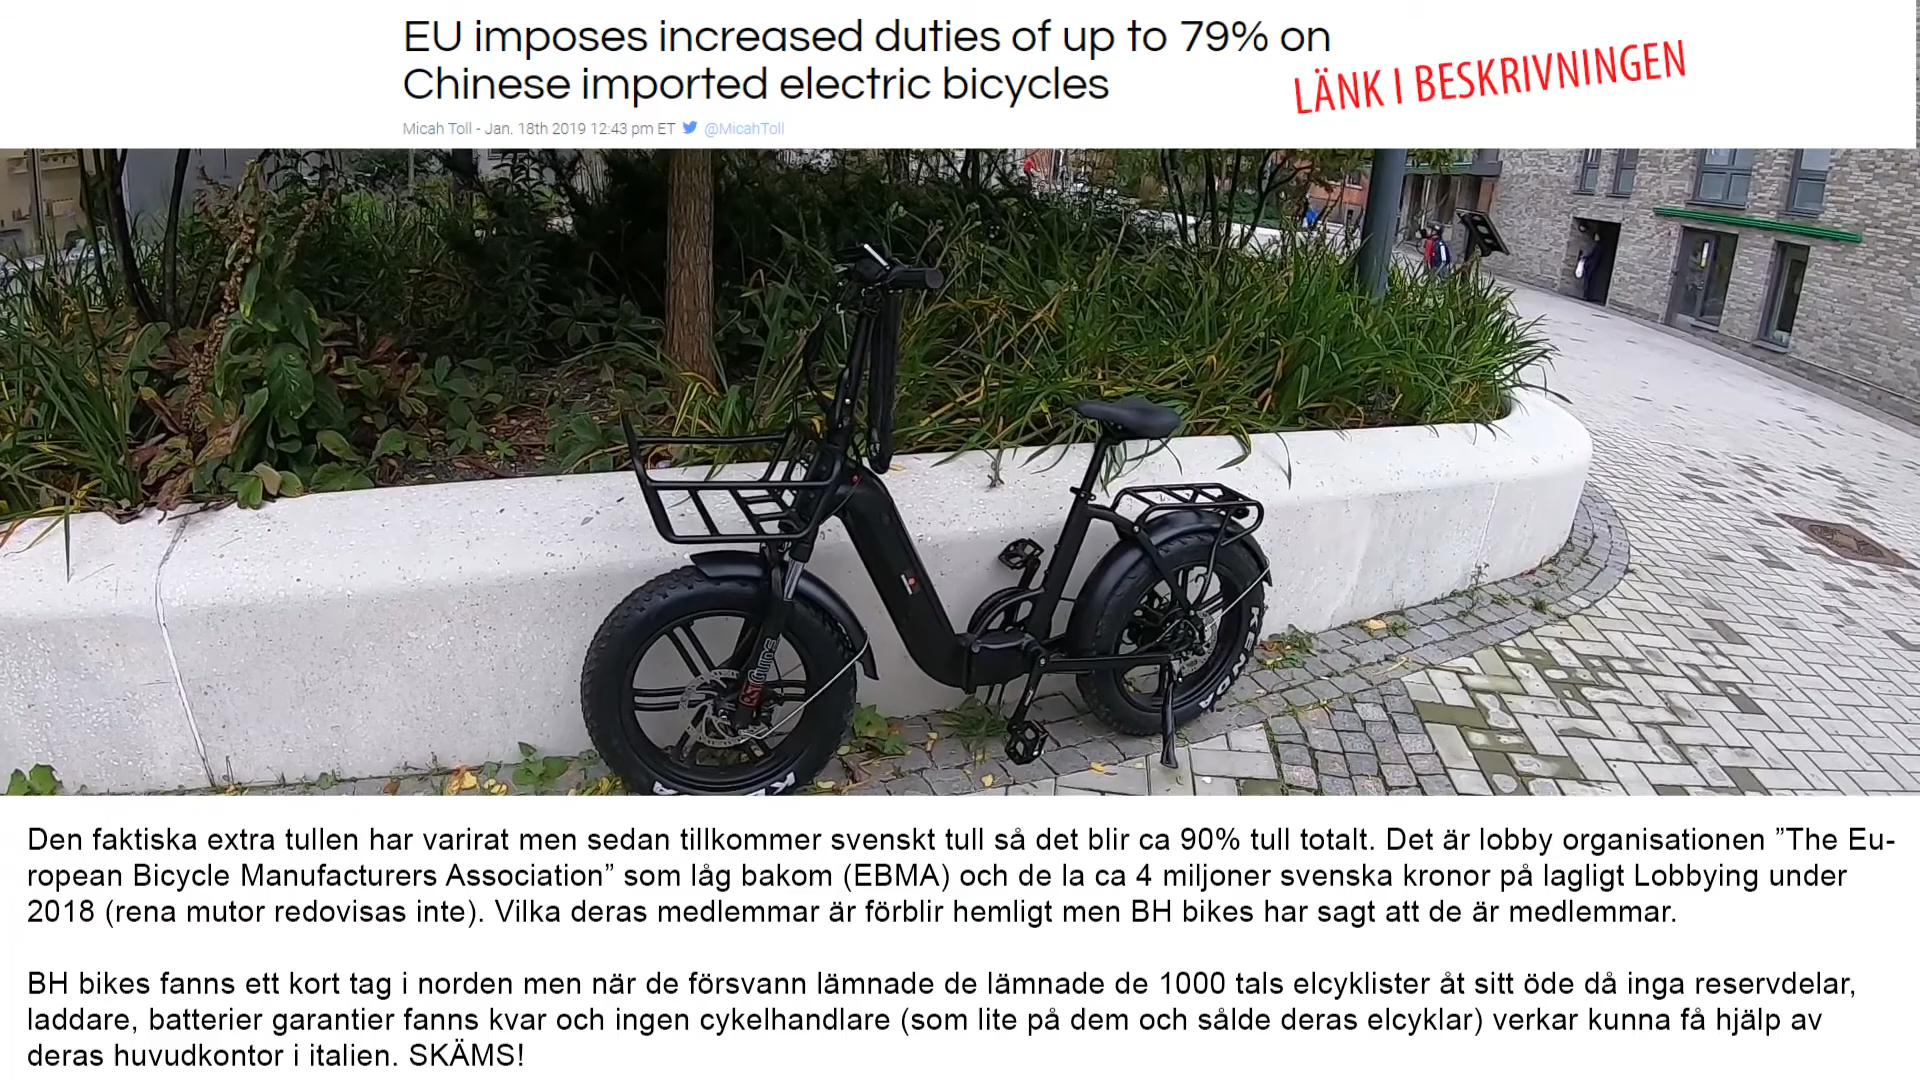 EU imposes increased duties of up to 79% on
Chinese imported electric bicycles
LÄNK I BESKRIVNINGEN
Micah Toll - Jan. 18th 2019 12:43 pm ET @MicahToll
GUDE
KENDA
Den faktiska extra tullen har varirat men sedan tillkommer svenskt tull så det blir ca 90% tull totalt. Det är lobby organisationen ”The Eu-
ropean Bicycle Manufacturers Association” som låg bakom (EBMA) och de la ca 4 miljoner svenska kronor på lagligt Lobbying under
2018 (rena mutor redovisas inte). Vilka deras medlemmar är förblir hemligt men BH bikes har sagt att de är medlemmar.
BH bikes fanns ett kort tag i norden men när de försvann lämnade de lämnade de 1000 tals elcyklister åt sitt öde då inga reservdelar,
laddare, batterier garantier fanns kvar och ingen cykelhandlare (som lite på dem och sålde deras elcyklar) verkar kunna få hjälp av
deras huvudkontor i italien. SKÄMS!